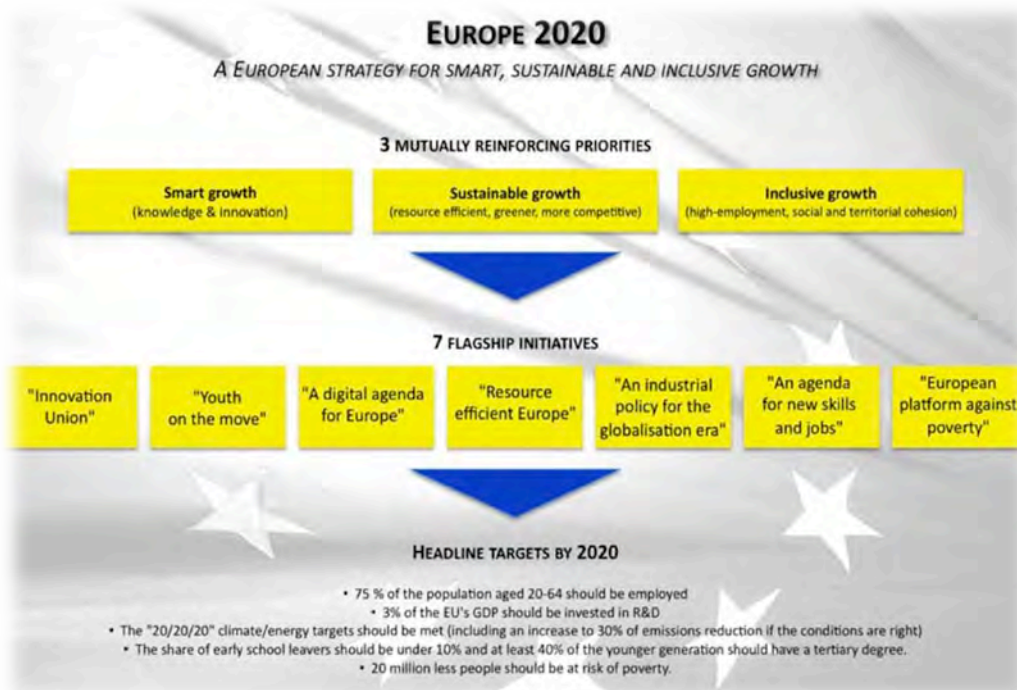 EUROPE 2020
A EUROPEAN STRATEGY FOR SMART, SUSTAINABLE AND INCLUSIVE GROWTH
3 MUTUALLY REINFORCING PRIORITIES
Smart growth
(knowledge & innovation)
Sustainable growth
(resource efficient, greener, more competitive)
Inclusive growth
(high-employment, social and territorial cohesion)
7 FLAGSHIP INITIATIVES
"Innovation
Union"
"Youth
on the move"
"A digital agenda
for Europe"
"Resource
efficient Europe"
"An industrial
policy for the
globalisation era"
"An agenda
for new skills
and jobs"
"European
platform against
poverty"
HEADLINE TARGETS BY 2020
• 75 % of the population aged 20-64 should be employed
• 3% of the EU's GDP should be invested in R&D
• The "20/20/20" climate/energy targets should be met (including an increase to 30% of emissions reduction if the conditions are right)
• The share of early school leavers should be under 10% and at least 40% of the younger generation should have a tertiary degree.
• 20 million less people should be at risk of poverty.